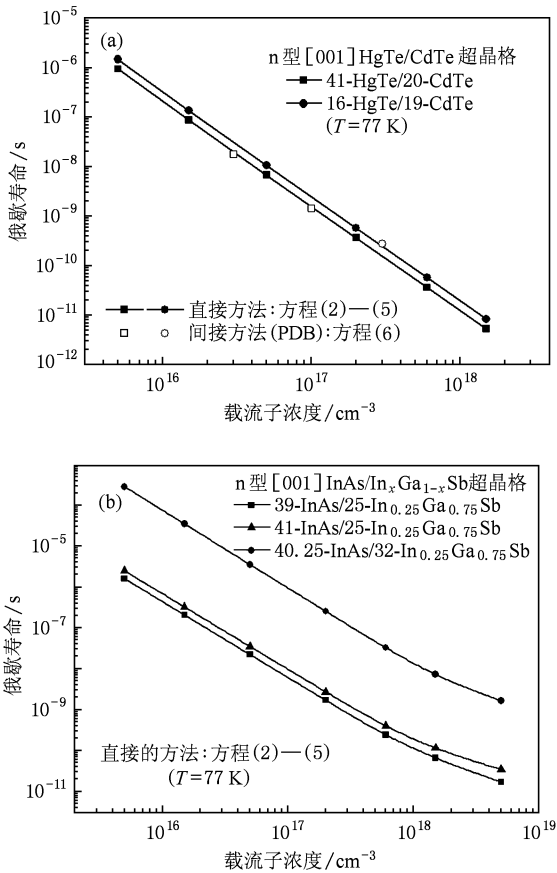 (a)
n 型[001]HgTe/CdTe 超晶格
41-HgTe/20-CdTe
16-HgTe/19-CdTe
(T=77 K)
10⁻⁵
10⁻⁶
10⁻⁷
10⁻⁸
10⁻⁹
10⁻¹⁰
10⁻¹¹
10⁻¹²
俄歇寿命/s
直接方法:方程(2)—(5)
间接方法(PDB):方程(6)
10¹⁶
10¹⁷
10¹⁸
载流子浓度/cm⁻³
(b)
n 型[001]InAs/InₓGa₁₋ₓSb超晶格
39-InAs/25-In₀.₂₅Ga₀.₇₅Sb
41-InAs/25-In₀.₂₅Ga₀.₇₅Sb
40.25-InAs/32-In₀.₂₅Ga₀.₇₅Sb
10⁻⁵
10⁻⁷
10⁻⁹
10⁻¹¹
俄歇寿命/s
直接的方法:方程(2)—(5)
(T=77 K)
10¹⁶
10¹⁷
10¹⁸
10¹⁹
载流子浓度/cm⁻³